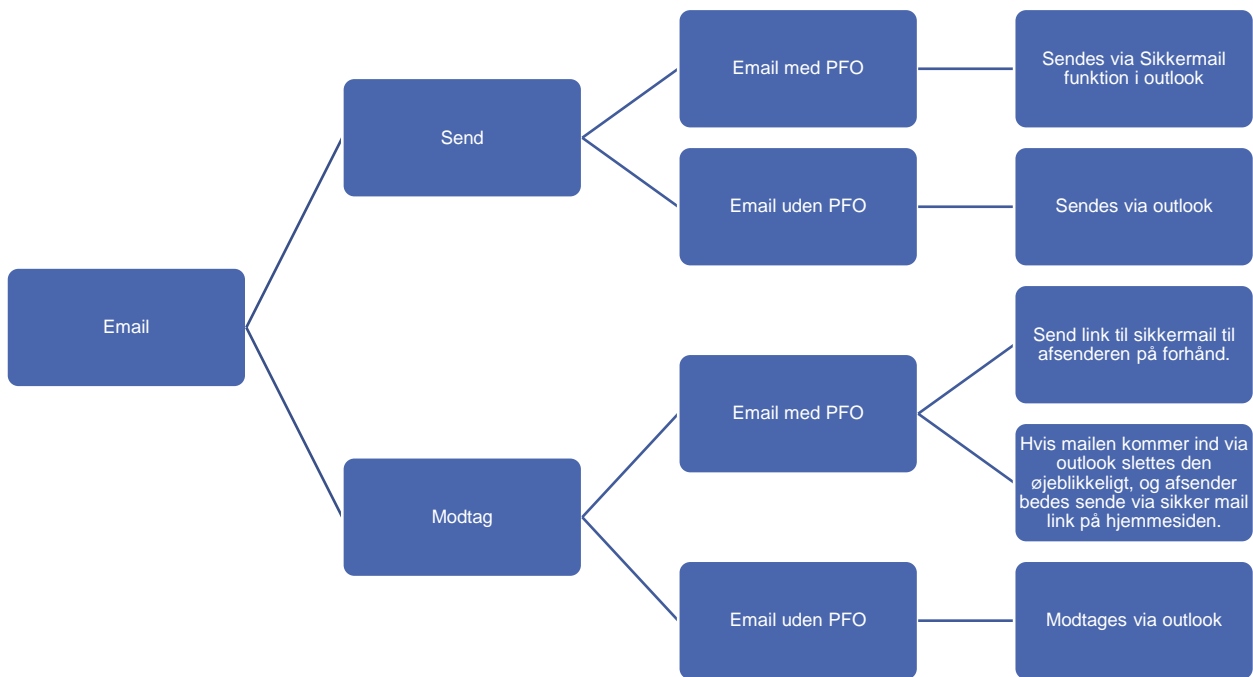 Email
Send
Email med PFO
Sendes via Sikkermail
funktion i outlook
Email uden PFO
Sendes via outlook
Modtag
Email med PFO
Send link til sikkermail til
afsenderen på forhånd.
Hvis mailen kommer ind via
outlook slettes den
øjeblikkeligt, og afsender
bedes sende via sikker mail
link på hjemmesiden.
Email uden PFO
Modtages via outlook